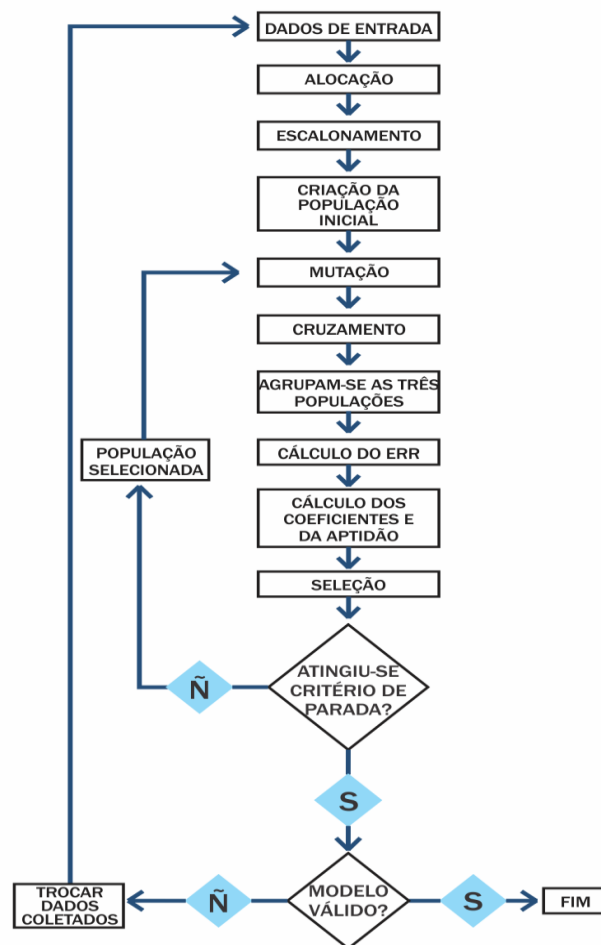 DADOS DE ENTRADA
ALOCAÇÃO
ESCALONAMENTO
CRIAÇÃO DA
POPULAÇÃO
INICIAL
MUTAÇÃO
CRUZAMENTO
AGRUPAM-SE AS TRÊS
POPULAÇÕES
POPULAÇÃO
SELECIONADA
CÁLCULO DO ERR
CÁLCULO DOS
COEFICIENTES E
DA APTIDÃO
SELEÇÃO
ATINGIU-SE
CRITÉRIO DE
PARADA?
Ñ
S
MODELO
VÁLIDO?
Ñ
S
TROCAR
DADOS
COLETADOS
FIM